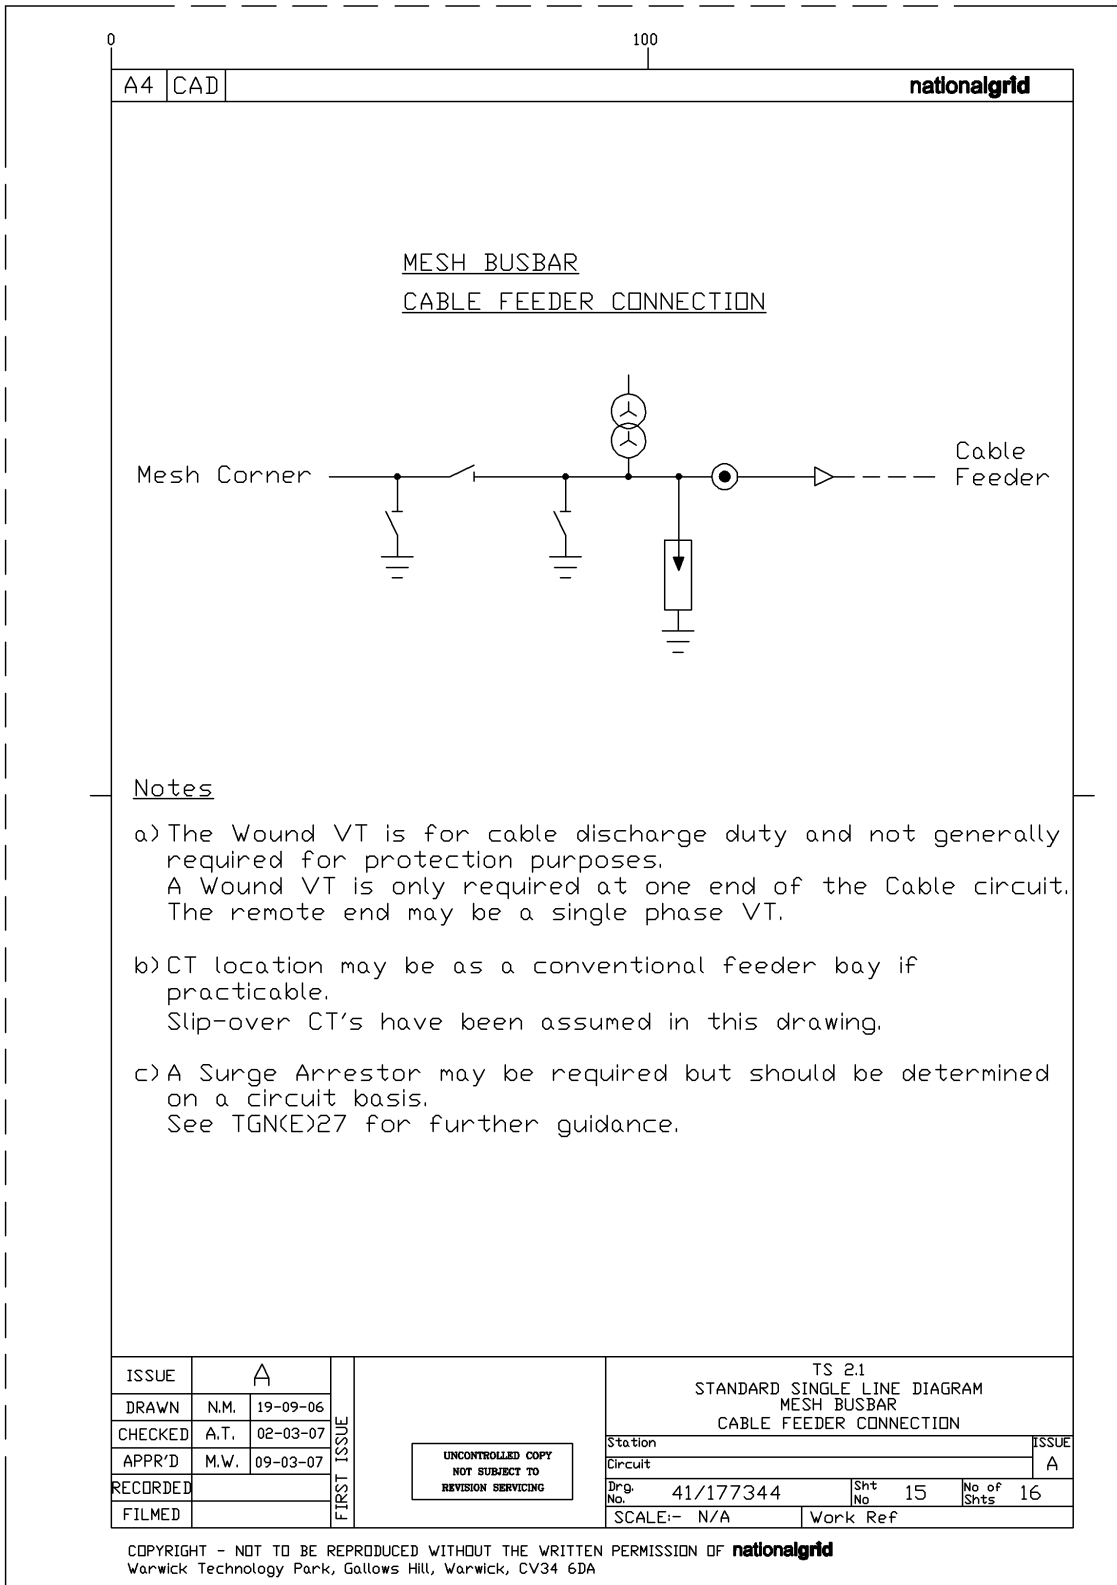 0 100
A4 CAD nationalgrid
MESH BUSBAR
CABLE FEEDER CONNECTION
Mesh Corner
Cable
Feeder
Notes
a) The Wound VT is for cable discharge duty and not generally
required for protection purposes.
A Wound VT is only required at one end of the Cable circuit.
The remote end may be a single phase VT.
b) CT location may be as a conventional feeder bay if
practicable.
Slip-over CT's have been assumed in this drawing.
c) A Surge Arrestor may be required but should be determined
on a circuit basis.
See TGN(E)27 for further guidance.
ISSUE A
DRAWN N.M. 19-09-06
CHECKED A.T. 02-03-07
APPR'D M.W. 09-03-07
RECORDED
FILMED
FIRST ISSUE
UNCONTROLLED COPY
NOT SUBJECT TO
REVISION SERVICING
TS 2.1
STANDARD SINGLE LINE DIAGRAM
MESH BUSBAR
CABLE FEEDER CONNECTION
Station
Circuit
ISSUE
A
Drg. No. 41/177344 Sht No 15 No of Shts 16
SCALE:- N/A Work Ref
COPYRIGHT - NOT TO BE REPRODUCED WITHOUT THE WRITTEN PERMISSION OF nationalgrid
Warwick Technology Park, Gallows Hill, Warwick, CV34 6DA